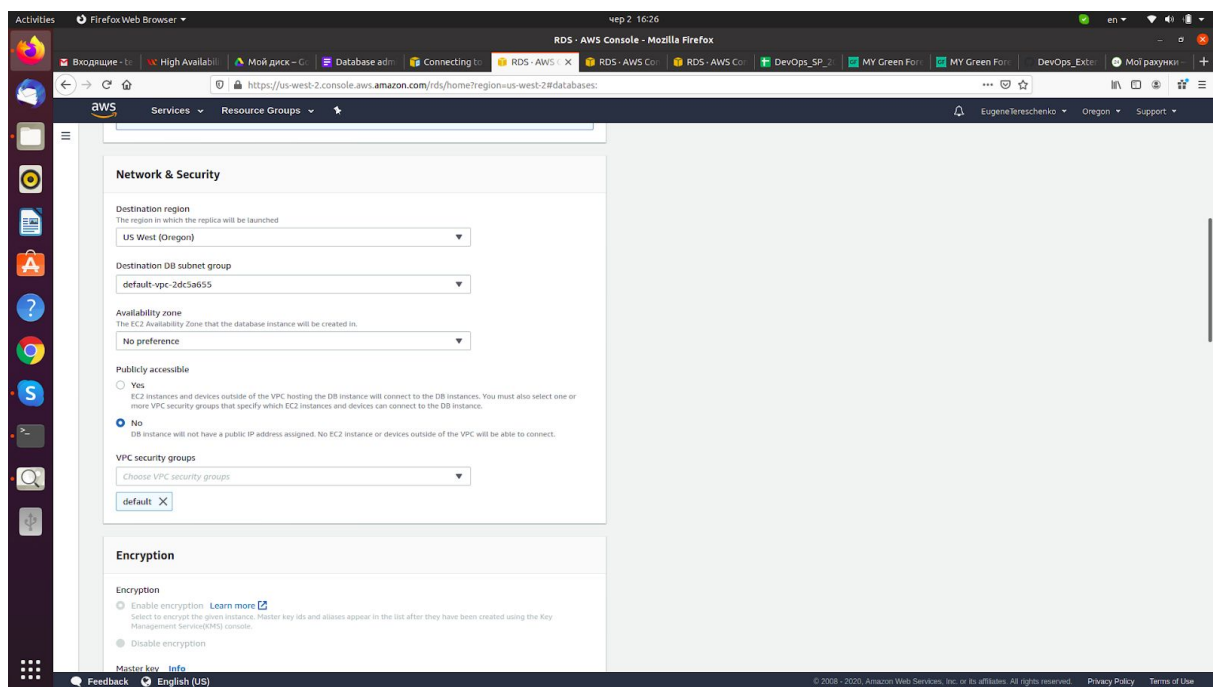 Activities
Firefox Web Browser
чер 2 16:26
en
RDS · AWS Console - Mozilla Firefox
Входящие - te
High Availabili
Мой диск – Go
Database adm
Connecting to
RDS · AWS C
RDS · AWS Con
RDS · AWS Con
DevOps_SP_20
MY Green Fore
MY Green Fore
DevOps_Exter
Мої рахунки –
https://us-west-2.console.aws.amazon.com/rds/home?region=us-west-2#databases:
aws
Services
Resource Groups
EugeneTereschenko
Oregon
Support
Network & Security
Destination region
The region in which the replica will be launched
US West (Oregon)
Destination DB subnet group
default-vpc-2dc5a655
Availability zone
The EC2 Availability Zone that the database instance will be created in.
No preference
Publicly accessible
Yes
EC2 instances and devices outside of the VPC hosting the DB instance will connect to the DB instances. You must also select one or
more VPC security groups that specify which EC2 instances and devices can connect to the DB instance.
No
DB instance will not have a public IP address assigned. No EC2 instance or devices outside of the VPC will be able to connect.
VPC security groups
Choose VPC security groups
default
Encryption
Encryption
Enable encryption Learn more
Select to encrypt the given instance. Master key ids and aliases appear in the list after they have been created using the Key
Management Service(KMS) console.
Disable encryption
Master key Info
Feedback
English (US)
© 2008 - 2020, Amazon Web Services, Inc. or its affiliates. All rights reserved.
Privacy Policy
Terms of Use